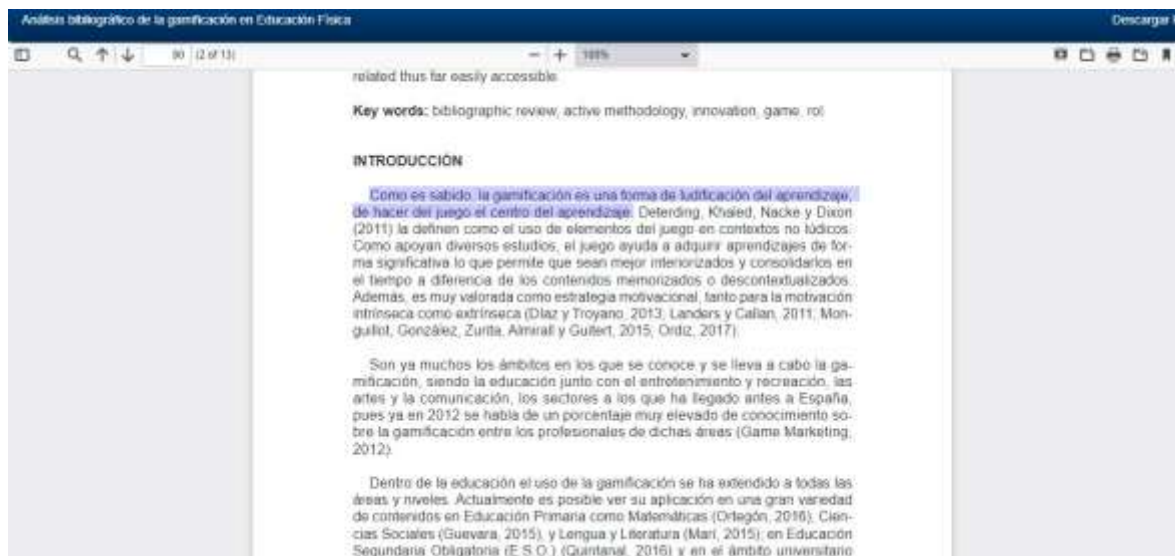 Análisis bibliográfico de la gamificación en Educación Física
Descargar
90 (2 of 13)
100%
related thus far easily accessible.
Key words: bibliographic review, active methodology, innovation, game, rol.
INTRODUCCIÓN
Como es sabido, la gamificación es una forma de ludificación del aprendizaje,
de hacer del juego el centro del aprendizaje. Deterding, Khaled, Nacke y Dixon
(2011) la definen como el uso de elementos del juego en contextos no lúdicos.
Como apoyan diversos estudios, el juego ayuda a adquirir aprendizajes de for-
ma significativa lo que permite que sean mejor interiorizados y consolidarlos en
el tiempo a diferencia de los contenidos memorizados o descontextualizados.
Además, es muy valorada como estrategia motivacional, tanto para la motivación
intrínseca como extrínseca (Díaz y Troyano, 2013; Landers y Callan, 2011; Mon-
guillot, González, Zurita, Almirall y Guitert, 2015; Ordiz, 2017).
Son ya muchos los ámbitos en los que se conoce y se lleva a cabo la ga-
mificación, siendo la educación junto con el entretenimiento y recreación, las
artes y la comunicación, los sectores a los que ha llegado antes a España,
pues ya en 2012 se habla de un porcentaje muy elevado de conocimiento so-
bre la gamificación entre los profesionales de dichas áreas (Game Marketing,
2012).
Dentro de la educación el uso de la gamificación se ha extendido a todas las
áreas y niveles. Actualmente es posible ver su aplicación en una gran variedad
de contenidos en Educación Primaria como Matemáticas (Ortegón, 2016), Cien-
cias Sociales (Guevara, 2015), y Lengua y Literatura (Marí, 2015); en Educación
Segundaria Obligatoria (E.S.O.) (Quintanal, 2016) y en el ámbito universitario